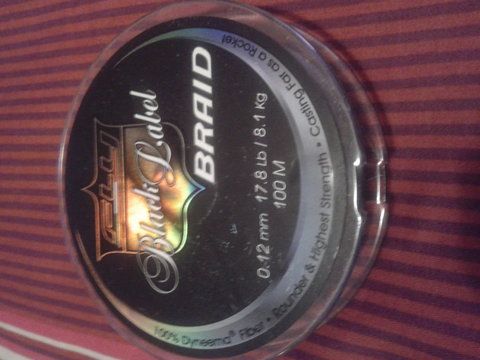 Black Label
BRAID
0.12 mm 17.8 lb / 8.1 Kg
100 M
100% Dyneema® Fiber • Rounder & Highest Strength • Casting Far as a Rocket